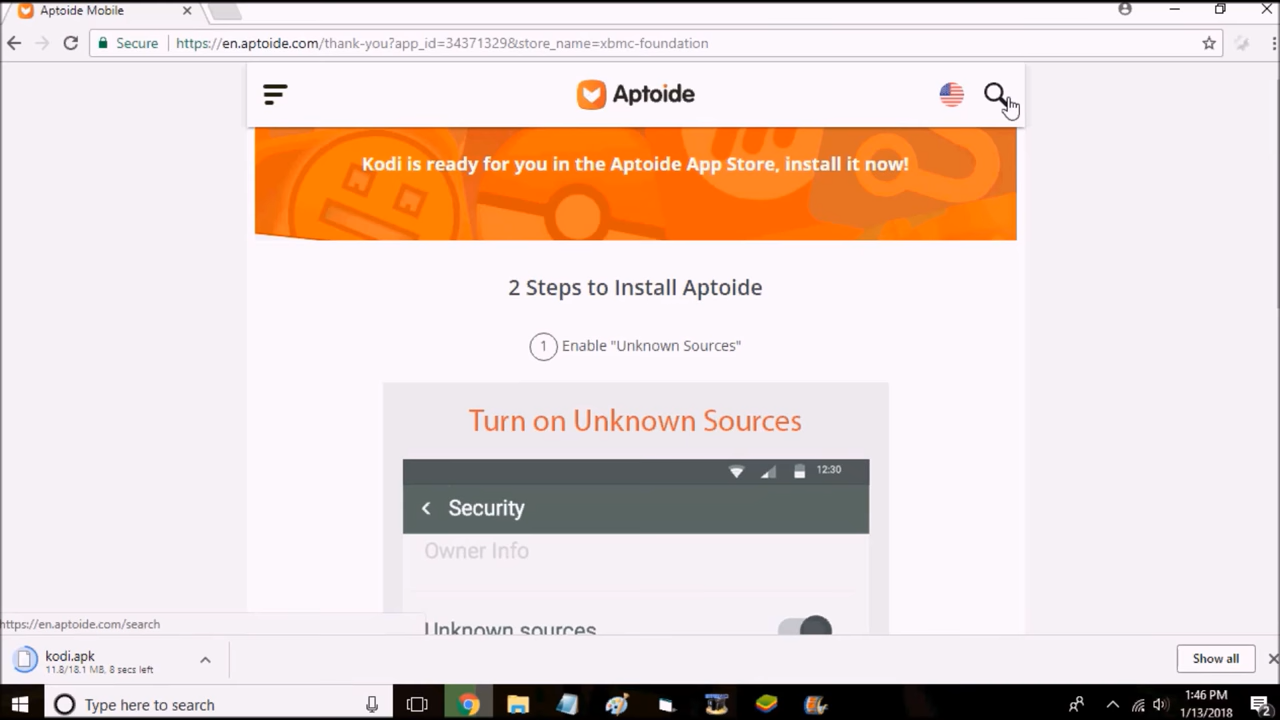 Aptoide Mobile
Secure
https://en.aptoide.com/thank-you?app_id=34371329&store_name=xbmc-foundation
Aptoide
Kodi is ready for you in the Aptoide App Store, install it now!
2 Steps to Install Aptoide
1 Enable "Unknown Sources"
Turn on Unknown Sources
12:30
Security
Owner Info
Unknown sources
https://en.aptoide.com/search
kodi.apk
11.8/18.1 MB, 8 secs left
Show all
Type here to search
1:46 PM
1/13/2018
2